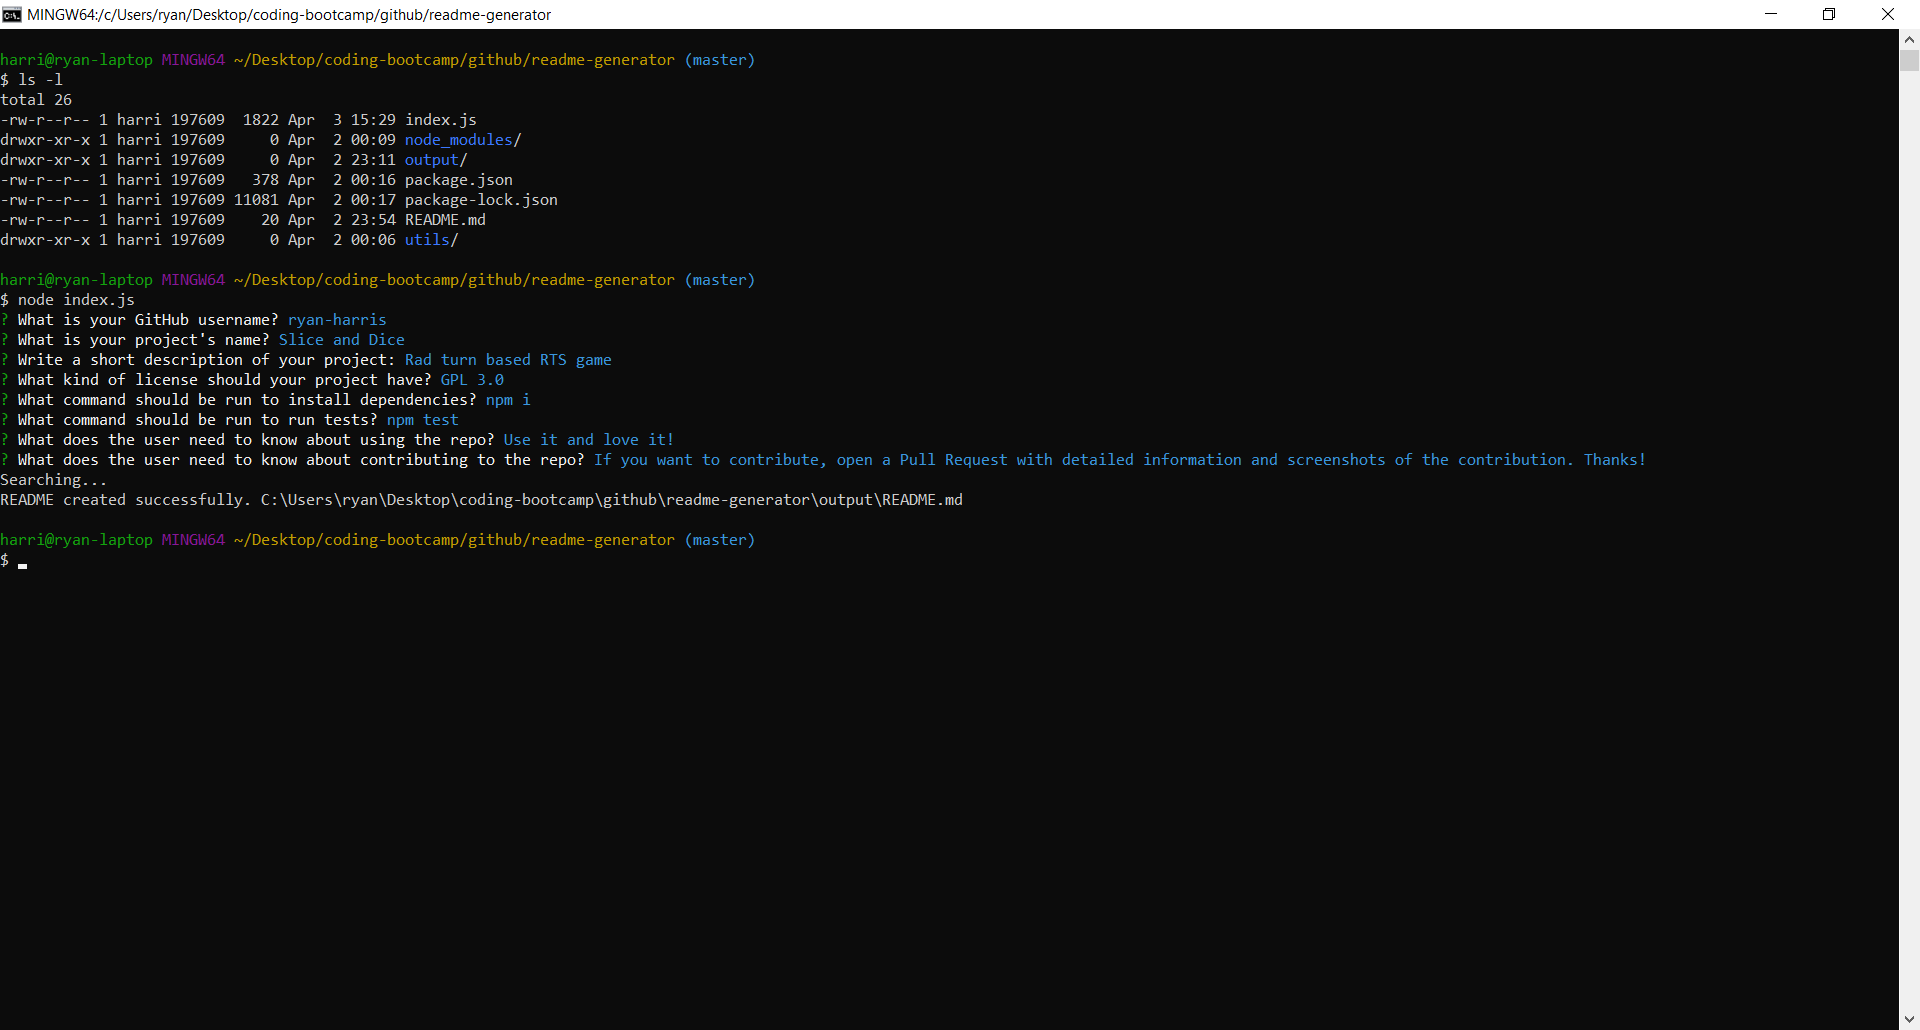 MINGW64:/c/Users/ryan/Desktop/coding-bootcamp/github/readme-generator
harri@ryan-laptop MINGW64 ~/Desktop/coding-bootcamp/github/readme-generator (master)
$ ls -l
total 26
-rw-r--r-- 1 harri 197609  1822 Apr  3 15:29 index.js
drwxr-xr-x 1 harri 197609     0 Apr  2 00:09 node_modules/
drwxr-xr-x 1 harri 197609     0 Apr  2 23:11 output/
-rw-r--r-- 1 harri 197609   378 Apr  2 00:16 package.json
-rw-r--r-- 1 harri 197609 11081 Apr  2 00:17 package-lock.json
-rw-r--r-- 1 harri 197609    20 Apr  2 23:54 README.md
drwxr-xr-x 1 harri 197609     0 Apr  2 00:06 utils/
harri@ryan-laptop MINGW64 ~/Desktop/coding-bootcamp/github/readme-generator (master)
$ node index.js
? What is your GitHub username? ryan-harris
? What is your project's name? Slice and Dice
? Write a short description of your project: Rad turn based RTS game
? What kind of license should your project have? GPL 3.0
? What command should be run to install dependencies? npm i
? What command should be run to run tests? npm test
? What does the user need to know about using the repo? Use it and love it!
? What does the user need to know about contributing to the repo? If you want to contribute, open a Pull Request with detailed information and screenshots of the contribution. Thanks!
Searching...
README created successfully. C:\Users\ryan\Desktop\coding-bootcamp\github\readme-generator\output\README.md
harri@ryan-laptop MINGW64 ~/Desktop/coding-bootcamp/github/readme-generator (master)
$